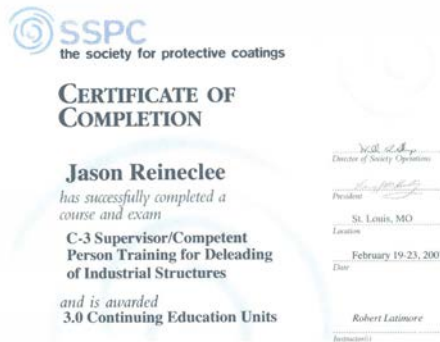 SSPC
the society for protective coatings
CERTIFICATE OF
COMPLETION
Jason Reineclee
has successfully completed a
course and exam
C-3 Supervisor/Competent
Person Training for Deleading
of Industrial Structures
and is awarded
3.0 Continuing Education Units
Director of Society Operations
President
St. Louis, MO
Location
February 19-23, 200
Date
Robert Latimore
Instructor(s)